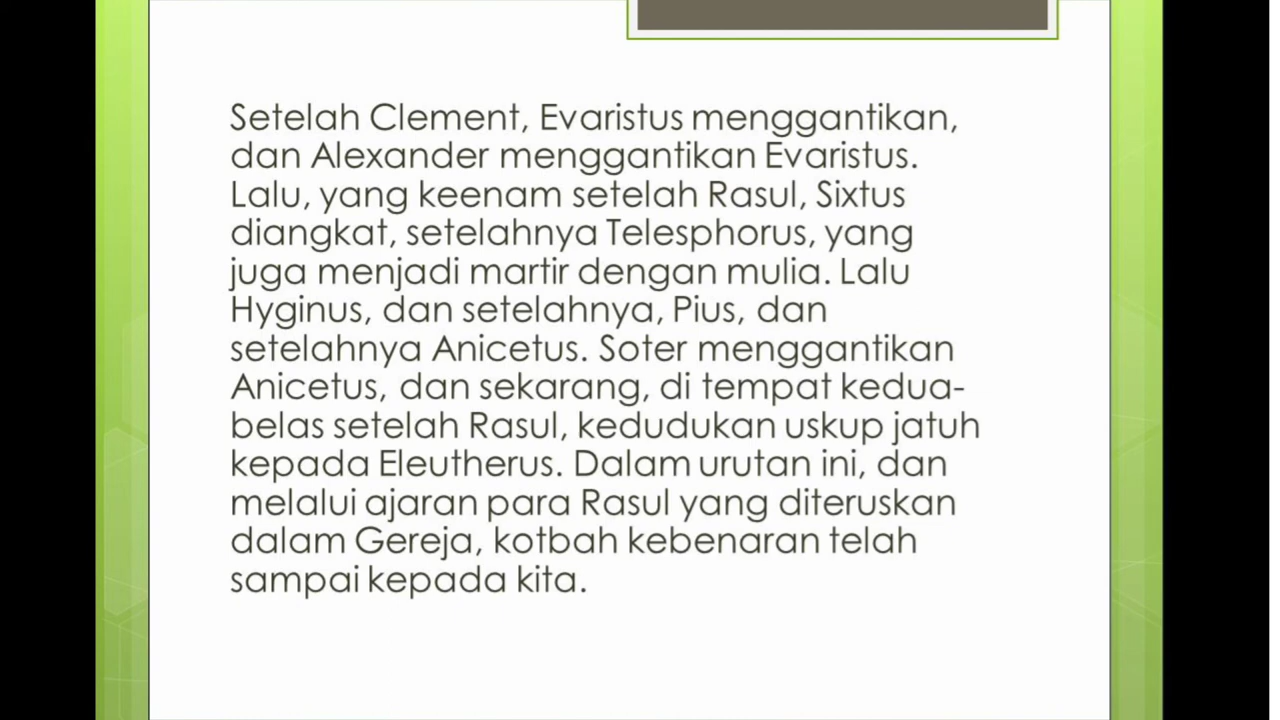 Setelah Clement, Evaristus menggantikan,
dan Alexander menggantikan Evaristus.
Lalu, yang keenam setelah Rasul, Sixtus
diangkat, setelahnya Telesphorus, yang
juga menjadi martir dengan mulia. Lalu
Hyginus, dan setelahnya, Pius, dan
setelahnya Anicetus. Soter menggantikan
Anicetus, dan sekarang, di tempat kedua-
belas setelah Rasul, kedudukan uskup jatuh
kepada Eleutherus. Dalam urutan ini, dan
melalui ajaran para Rasul yang diteruskan
dalam Gereja, kotbah kebenaran telah
sampai kepada kita.